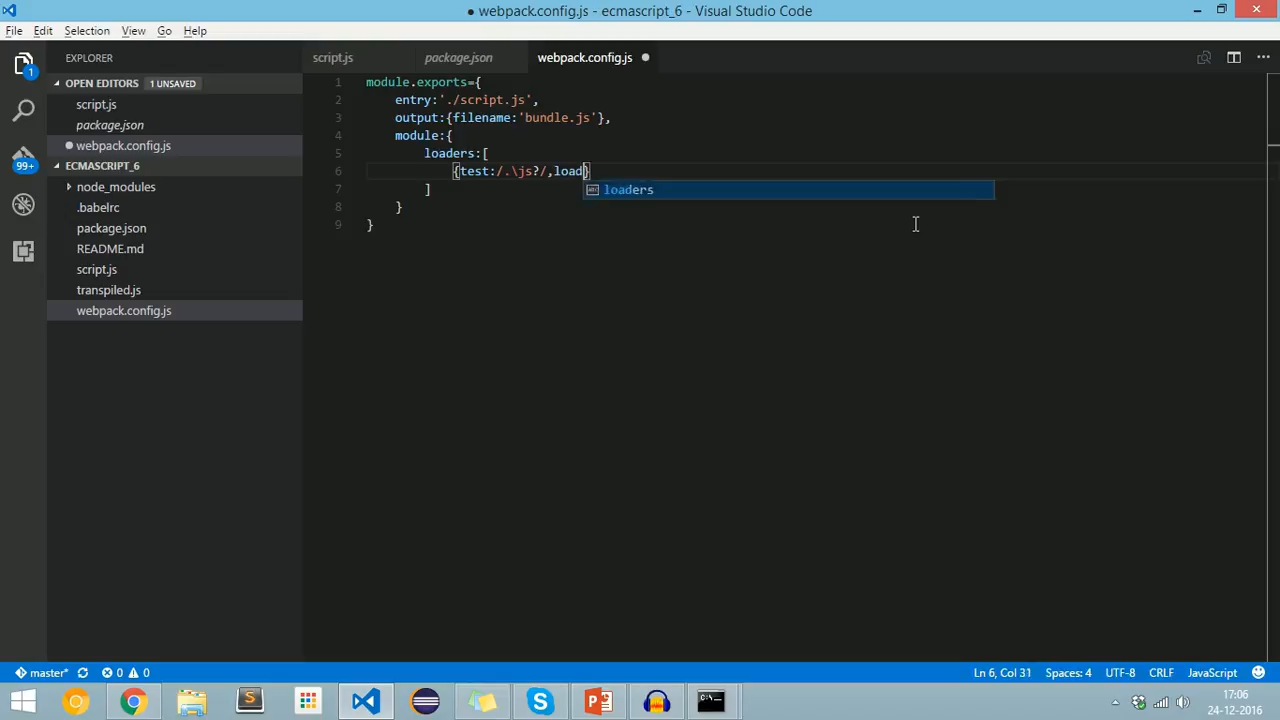 ● webpack.config.js - ecmascript_6 - Visual Studio Code
File Edit Selection View Go Help
EXPLORER
script.js package.json webpack.config.js ●
OPEN EDITORS 1 UNSAVED
script.js
package.json
● webpack.config.js
ECMASCRIPT_6
node_modules
.babelrc
package.json
README.md
script.js
transpiled.js
webpack.config.js
1
99+
1 module.exports={
2 entry:'./script.js',
3 output:{filename:'bundle.js'},
4 module:{
5 loaders:[
6 {test:/.\js?/,load}
abc loaders
7 ]
8 }
9 }
master* 0 0 Ln 6, Col 31 Spaces: 4 UTF-8 CRLF JavaScript
17:06
24-12-2016